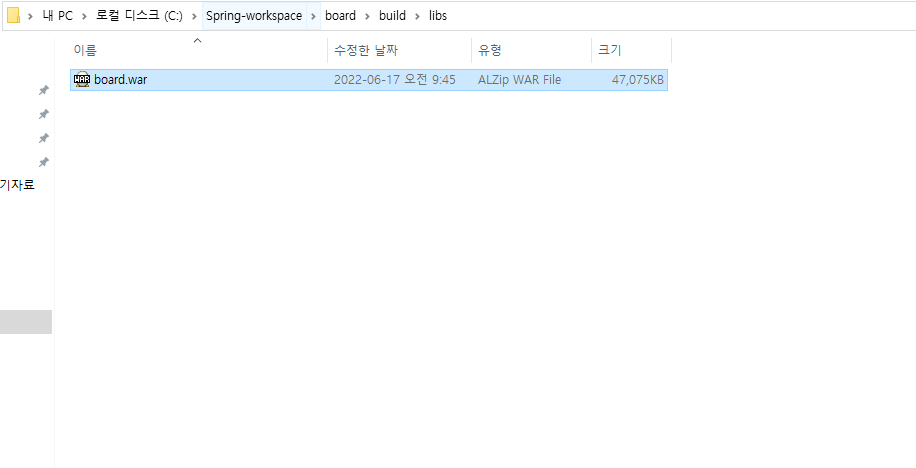 내 PC > 로컬 디스크 (C:) > Spring-workspace > board > build > libs
이름 수정한 날짜 유형 크기
board.war 2022-06-17 오전 9:45 ALZip WAR File 47,075KB
기자료